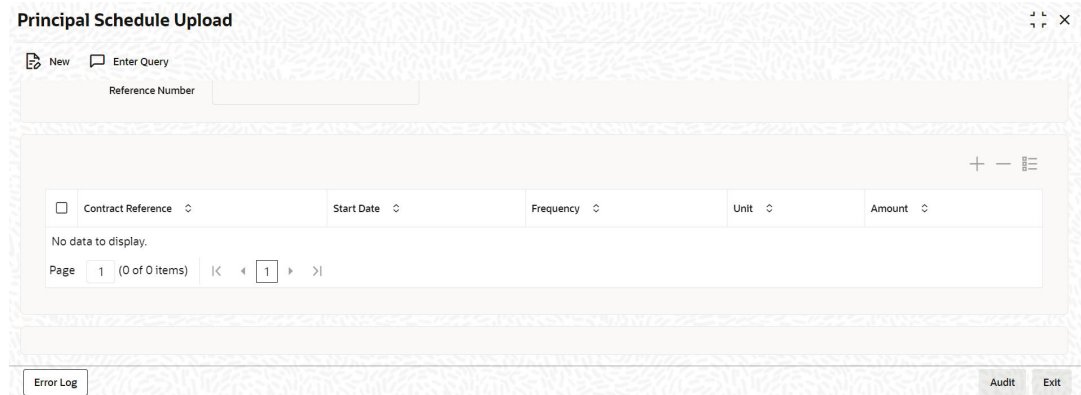 Principal Schedule Upload
New Enter Query
Reference Number
Contract Reference Start Date Frequency Unit Amount
No data to display.
Page 1 (0 of 0 items) 1
Error Log Audit Exit